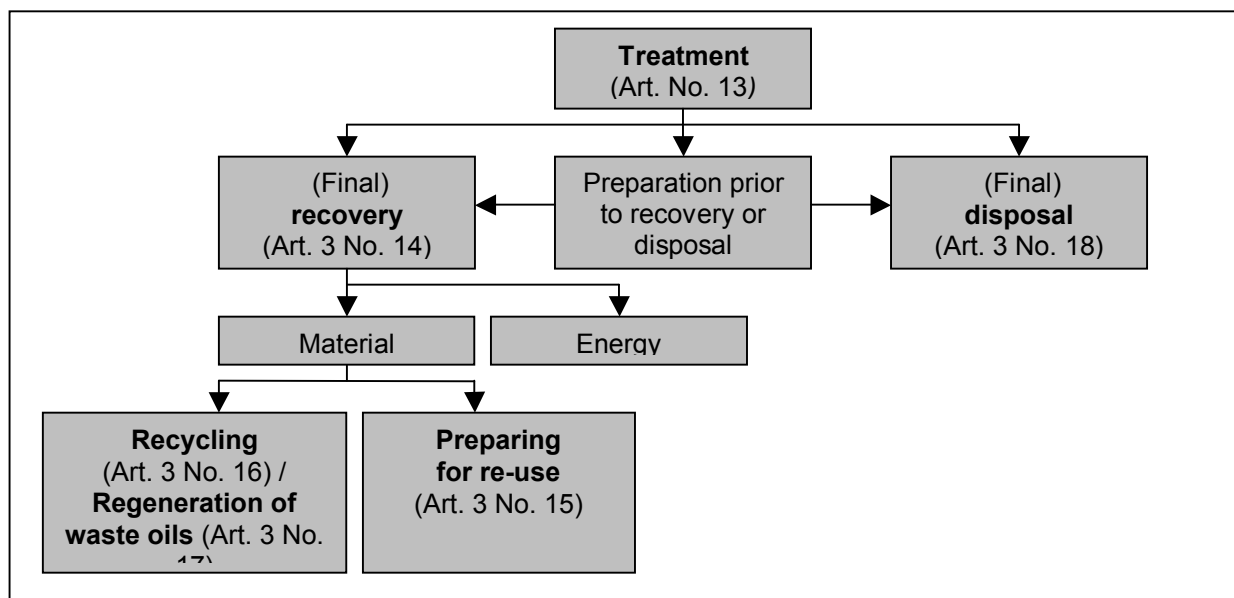 Treatment
(Art. No. 13)
(Final)
recovery
(Art. 3 No. 14)
Preparation prior
to recovery or
disposal
(Final)
disposal
(Art. 3 No. 18)
Material
Energy
Recycling
(Art. 3 No. 16) /
Regeneration of
waste oils (Art. 3 No.
17)
Preparing
for re-use
(Art. 3 No. 15)